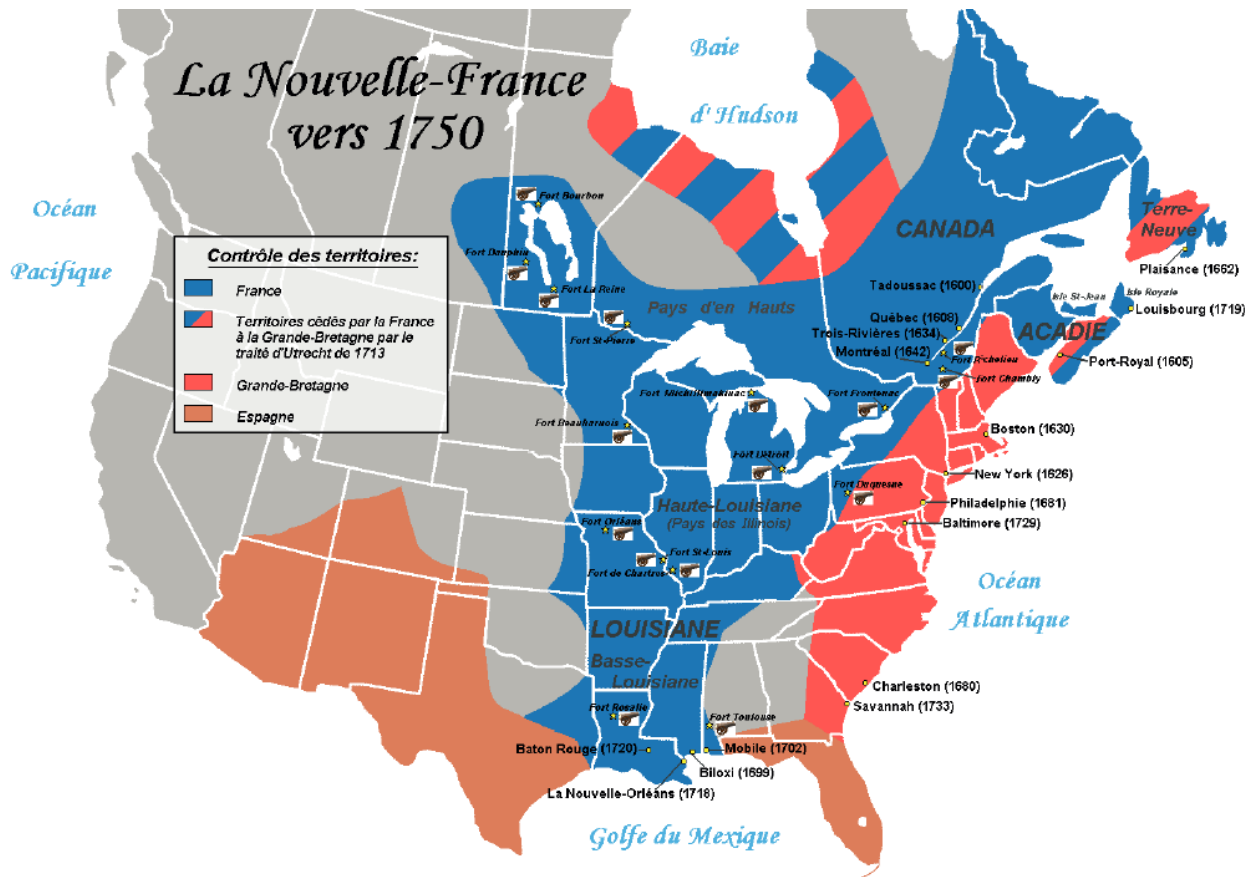 La Nouvelle-France
vers 1750
Baie
d'Hudson
Océan
Pacifique
Contrôle des territoires:
France
Territoires cédés par la France
à la Grande-Bretagne par le
traité d'Utrecht de 1713
Grande-Bretagne
Espagne
Fort Bourbon
Fort Dauphin
Fort La Reine
Fort St-Pierre
Pays d'en Hauts
CANADA
Terre-
Neuve
Plaisance (1662)
Tadoussac (1600)
Isle St-Jean
Isle Royale
Louisbourg (1719)
Québec (1608)
Trois-Rivières (1634)
Montréal (1642)
Fort Richelieu
Fort Chambly
ACADIE
Port-Royal (1605)
Fort Michillimakinac
Fort Frontenac
Fort Beauharnois
Boston (1630)
Fort Détroit
New York (1626)
Fort Duquesne
Philadelphie (1681)
Baltimore (1729)
Haute-Louisiane
(Pays des Illinois)
Fort Orléans
Fort St-Louis
Fort de Chartres
Océan
Atlantique
LOUISIANE
Basse-
Louisiane
Charleston (1680)
Savannah (1733)
Fort Rosalie
Fort Toulouse
Baton Rouge (1720)
Mobile (1702)
Biloxi (1699)
La Nouvelle-Orléans (1718)
Golfe du Mexique